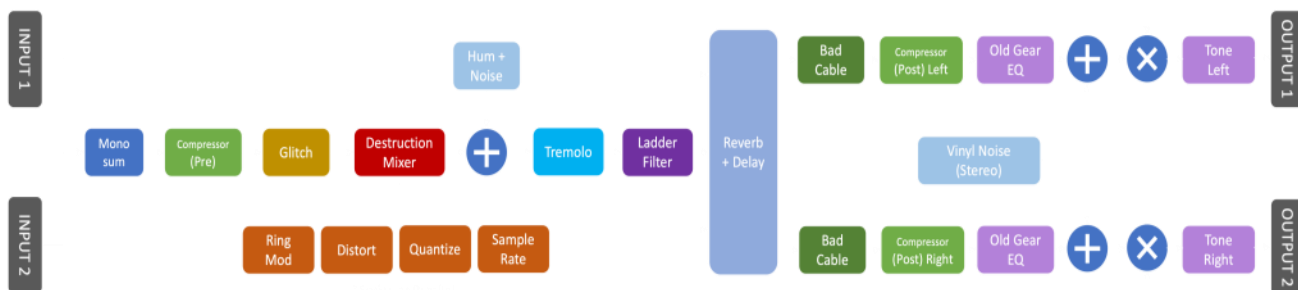 INPUT 1
Hum +
Noise
Bad
Cable
Compressor
(Post) Left
Old Gear
EQ
Tone
Left
OUTPUT 1
Mono
sum
Compressor
(Pre)
Glitch
Destruction
Mixer
Tremolo
Ladder
Filter
Reverb
+ Delay
Vinyl Noise
(Stereo)
INPUT 2
Ring
Mod
Distort
Quantize
Sample
Rate
Bad
Cable
Compressor
(Post) Right
Old Gear
EQ
Tone
Right
OUTPUT 2